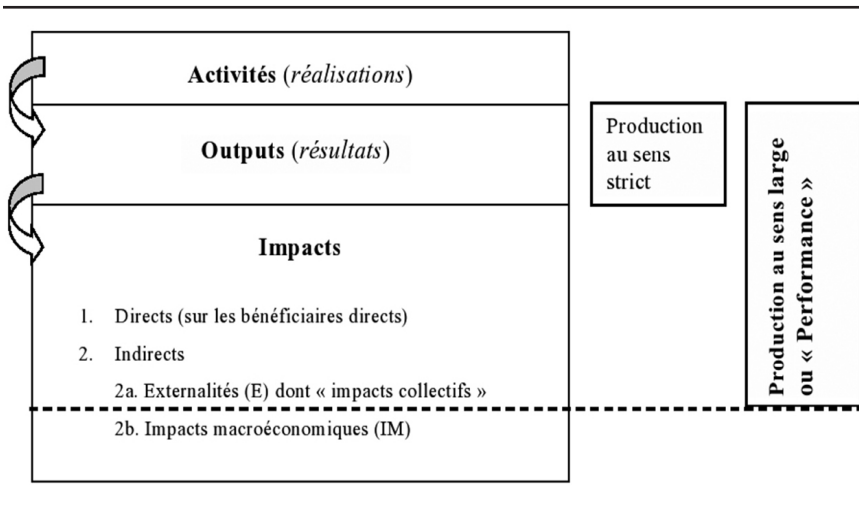 Activités (réalisations)
Outputs (résultats)
Impacts
1. Directs (sur les bénéficiaires directs)
2. Indirects
2a. Externalités (E) dont « impacts collectifs »
2b. Impacts macroéconomiques (IM)
Production
au sens
strict
Production au sens large
ou « Performance »